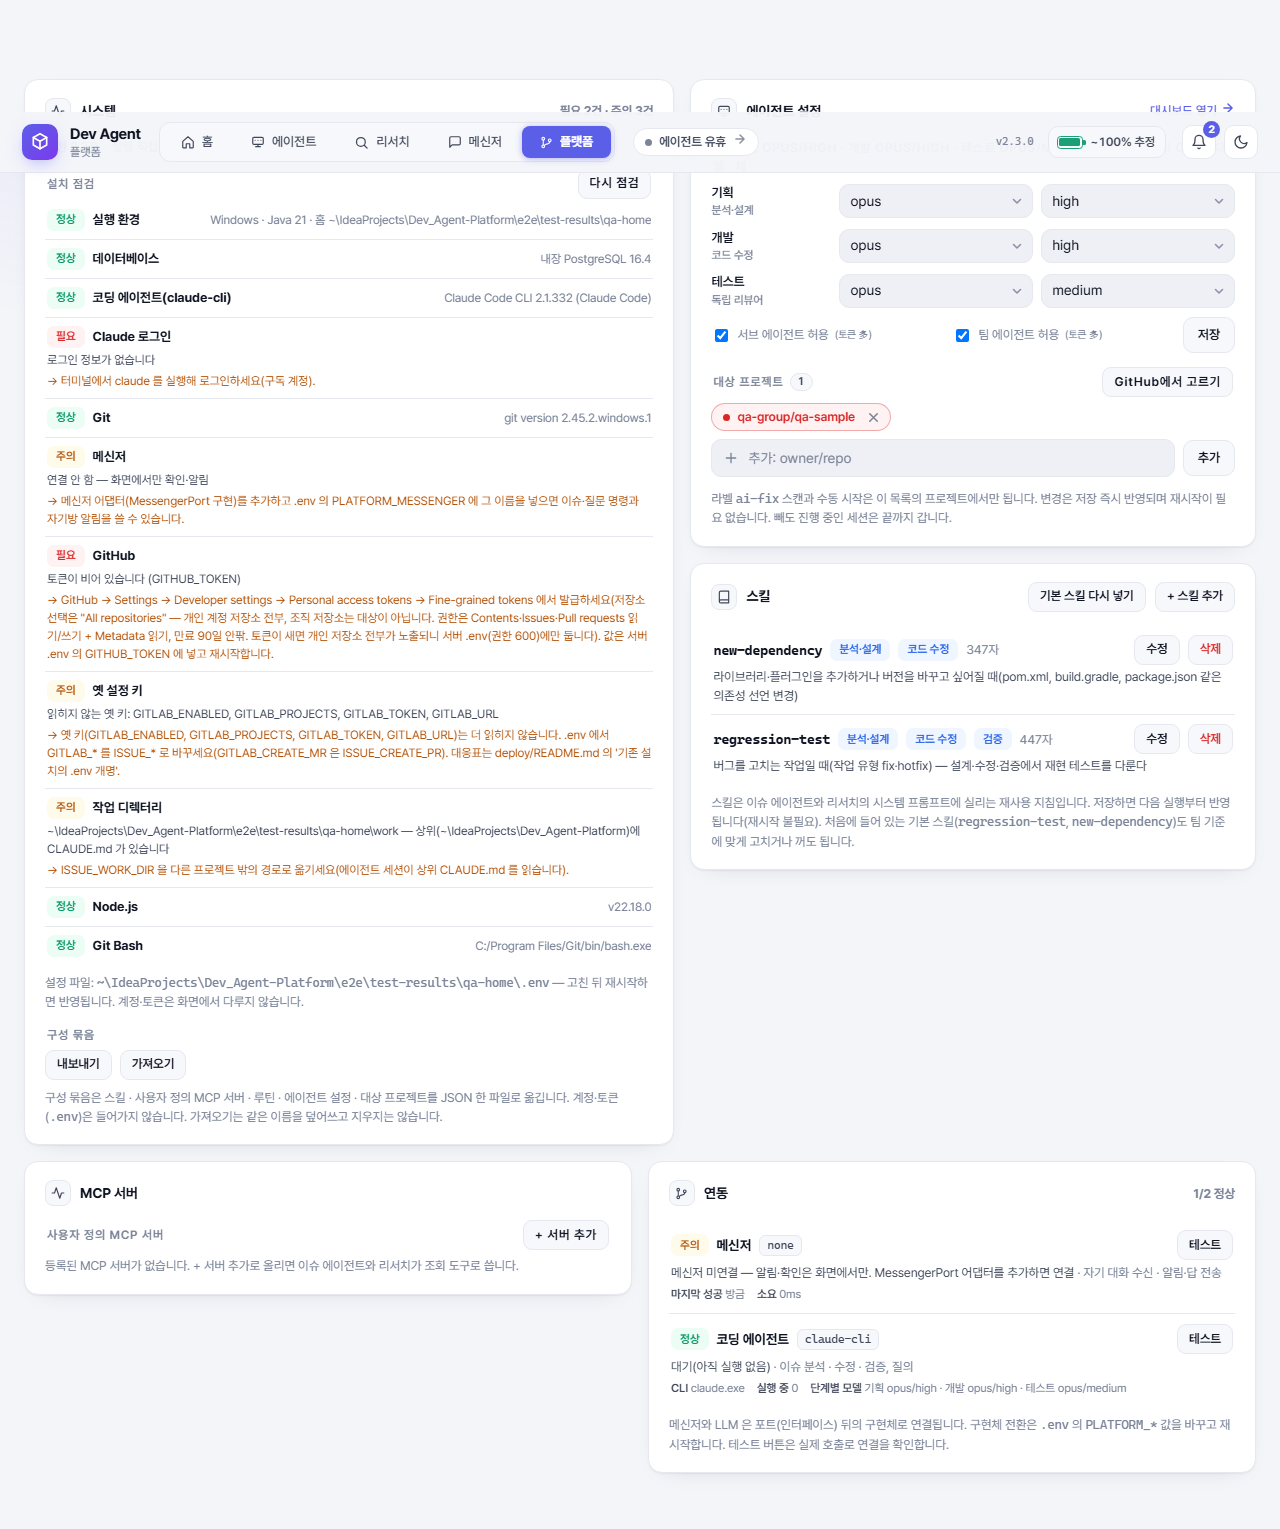 시스템
필요 2건 · 주의 3건
에이전트 설정
대시보드 열기 →
Dev Agent
플랫폼
홈
에이전트
리서치
메신저
플랫폼
에이전트 유휴 →
v2.3.0
~100% 추정
2
설치 점검
다시 점검
정상 실행 환경 Windows · Java 21 · 홈 ~\IdeaProjects\Dev_Agent-Platform\e2e\test-results\qa-home
정상 데이터베이스 내장 PostgreSQL 16.4
정상 코딩 에이전트(claude-cli) Claude Code CLI 2.1.332 (Claude Code)
필요 Claude 로그인
로그인 정보가 없습니다
→ 터미널에서 claude 를 실행해 로그인하세요(구독 계정).
정상 Git git version 2.45.2.windows.1
주의 메신저
연결 안 함 — 화면에서만 확인·알림
→ 메신저 어댑터(MessengerPort 구현)를 추가하고 .env 의 PLATFORM_MESSENGER 에 그 이름을 넣으면 이슈·질문 명령과
자기방 알림을 쓸 수 있습니다.
필요 GitHub
토큰이 비어 있습니다 (GITHUB_TOKEN)
→ GitHub → Settings → Developer settings → Personal access tokens → Fine-grained tokens 에서 발급하세요(저장소
선택은 "All repositories" — 개인 계정 저장소 전부, 조직 저장소는 대상이 아닙니다. 권한은 Contents·Issues·Pull requests 읽
기/쓰기 + Metadata 읽기, 만료 90일 안팎. 토큰이 새면 개인 저장소 전부가 노출되니 서버 .env(권한 600)에만 둡니다). 값은 서버
.env 의 GITHUB_TOKEN 에 넣고 재시작합니다.
주의 옛 설정 키
읽히지 않는 옛 키: GITLAB_ENABLED, GITLAB_PROJECTS, GITLAB_TOKEN, GITLAB_URL
→ 옛 키(GITLAB_ENABLED, GITLAB_PROJECTS, GITLAB_TOKEN, GITLAB_URL)는 더 읽히지 않습니다. .env 에서
GITLAB_* 를 ISSUE_* 로 바꾸세요(GITLAB_CREATE_MR 은 ISSUE_CREATE_PR). 대응표는 deploy/README.md 의 '기존 설
치의 .env 개명'.
주의 작업 디렉터리
~\IdeaProjects\Dev_Agent-Platform\e2e\test-results\qa-home\work — 상위(~\IdeaProjects\Dev_Agent-Platform)에
CLAUDE.md 가 있습니다
→ ISSUE_WORK_DIR 을 다른 프로젝트 밖의 경로로 옮기세요(에이전트 세션이 상위 CLAUDE.md 를 읽습니다).
정상 Node.js v22.18.0
정상 Git Bash C:/Program Files/Git/bin/bash.exe
설정 파일: ~\IdeaProjects\Dev_Agent-Platform\e2e\test-results\qa-home\.env — 고친 뒤 재시작하
면 반영됩니다. 계정·토큰은 화면에서 다루지 않습니다.
구성 묶음
내보내기 가져오기
구성 묶음은 스킬 · 사용자 정의 MCP 서버 · 루틴 · 에이전트 설정 · 대상 프로젝트를 JSON 한 파일로 옮깁니다. 계정·토큰
(.env)은 들어가지 않습니다. 가져오기는 같은 이름을 덮어쓰고 지우지는 않습니다.
기획
분석·설계
opus high
개발
코드 수정
opus high
테스트
독립 리뷰어
opus medium
서브 에이전트 허용 (토큰 多) 팀 에이전트 허용 (토큰 多) 저장
대상 프로젝트 1 GitHub에서 고르기
qa-group/qa-sample
추가: owner/repo 추가
라벨 ai-fix 스캔과 수동 시작은 이 목록의 프로젝트에서만 됩니다. 변경은 저장 즉시 반영되며 재시작이 필
요 없습니다. 빼도 진행 중인 세션은 끝까지 갑니다.
스킬 기본 스킬 다시 넣기 + 스킬 추가
new-dependency 분석·설계 코드 수정 347자 수정 삭제
라이브러리·플러그인을 추가하거나 버전을 바꾸고 싶어질 때(pom.xml, build.gradle, package.json 같은
의존성 선언 변경)
regression-test 분석·설계 코드 수정 검증 447자 수정 삭제
버그를 고치는 작업일 때(작업 유형 fix·hotfix) — 설계·수정·검증에서 재현 테스트를 다룬다
스킬은 이슈 에이전트와 리서치의 시스템 프롬프트에 실리는 재사용 지침입니다. 저장하면 다음 실행부터 반영
됩니다(재시작 불필요). 처음에 들어 있는 기본 스킬(regression-test, new-dependency)도 팀 기준
에 맞게 고치거나 꺼도 됩니다.
MCP 서버
사용자 정의 MCP 서버 + 서버 추가
등록된 MCP 서버가 없습니다. + 서버 추가로 올리면 이슈 에이전트와 리서치가 조회 도구로 씁니다.
연동 1/2 정상
주의 메신저 none 테스트
메신저 미연결 — 알림·확인은 화면에서만. MessengerPort 어댑터를 추가하면 연결 · 자기 대화 수신 · 알림·답 전송
마지막 성공 방금 소요 0ms
정상 코딩 에이전트 claude-cli 테스트
대기(아직 실행 없음) · 이슈 분석 · 수정 · 검증, 질의
CLI claude.exe 실행 중 0 단계별 모델 기획 opus/high · 개발 opus/high · 테스트 opus/medium
메신저와 LLM 은 포트(인터페이스) 뒤의 구현체로 연결됩니다. 구현체 전환은 .env 의 PLATFORM_* 값을 바꾸고 재
시작합니다. 테스트 버튼은 실제 호출로 연결을 확인합니다.